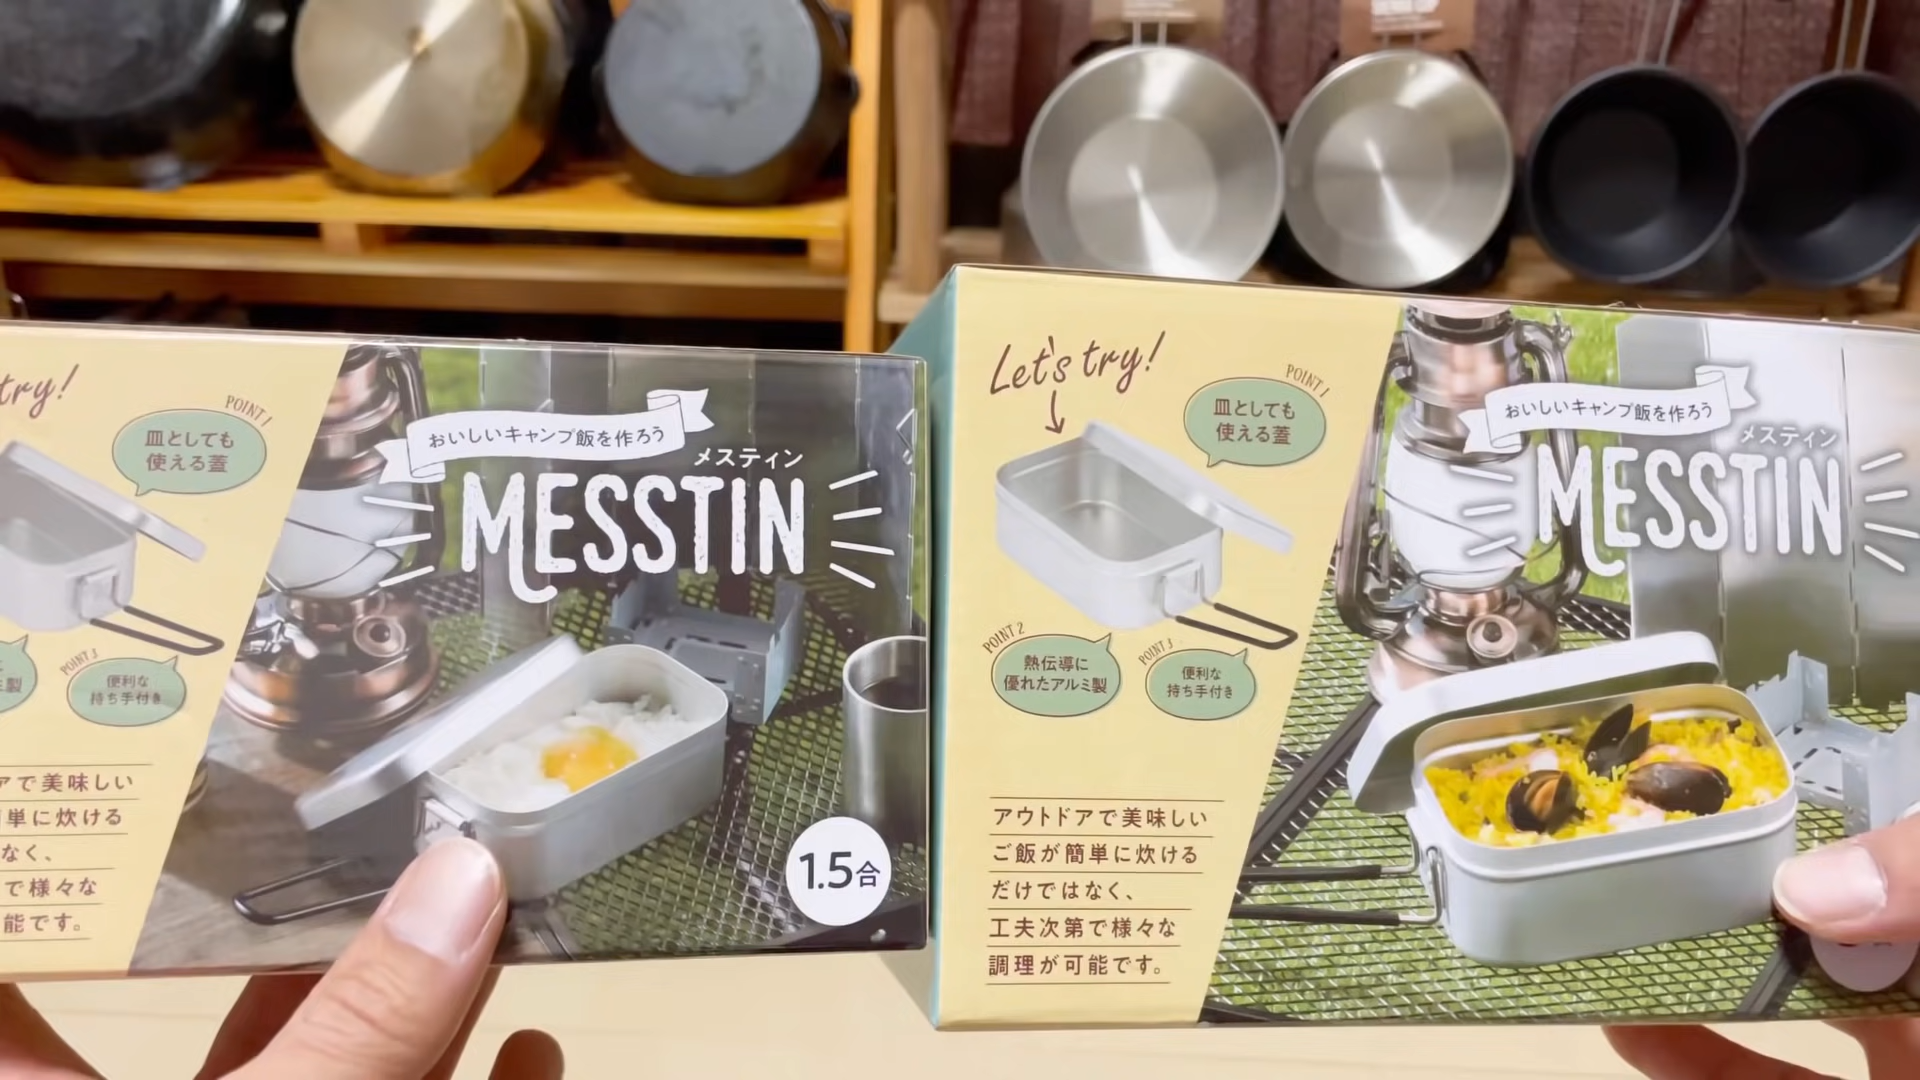 try!
POINT 1
皿としても
使える蓋
製
POINT 3
便利な
持ち手付き
アで美味しい
単に炊ける
なく、
で様々な
能です。
おいしいキャンプ飯を作ろう
メスティン
MESSTIN
1.5合
Let's try!
POINT 1
皿としても
使える蓋
POINT 2
熱伝導に
優れたアルミ製
POINT 3
便利な
持ち手付き
アウトドアで美味しい
ご飯が簡単に炊ける
だけではなく、
工夫次第で様々な
調理が可能です。
おいしいキャンプ飯を作ろう
メスティン
MESSTIN